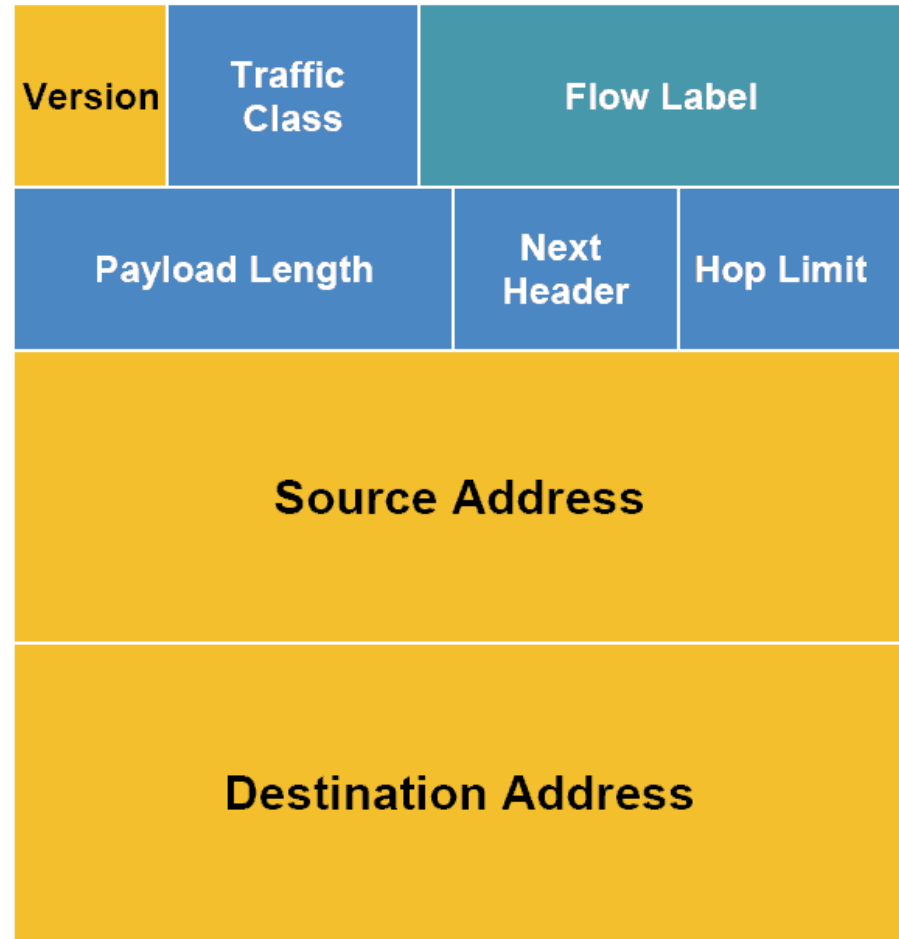 Version
Traffic
Class
Flow Label
Payload Length
Next
Header
Hop Limit
Source Address
Destination Address